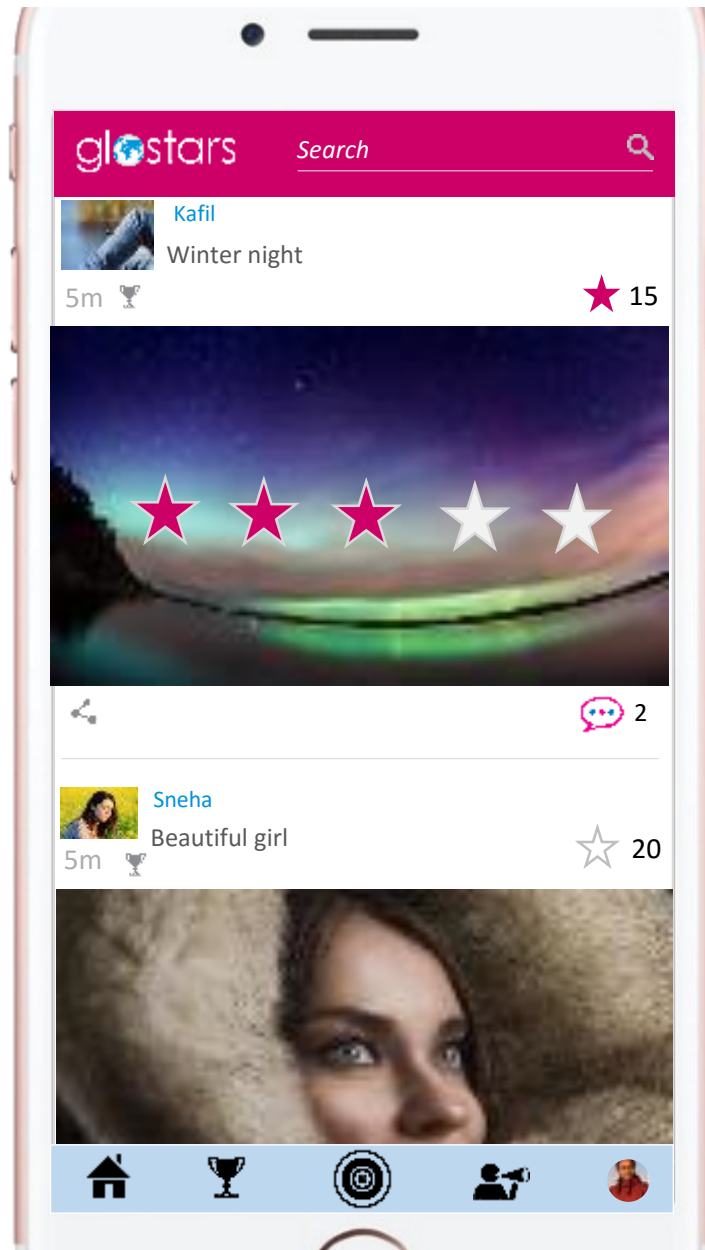 glostars
Search
Kafil
Winter night
5m
15
2
Sneha
Beautiful girl
5m
20